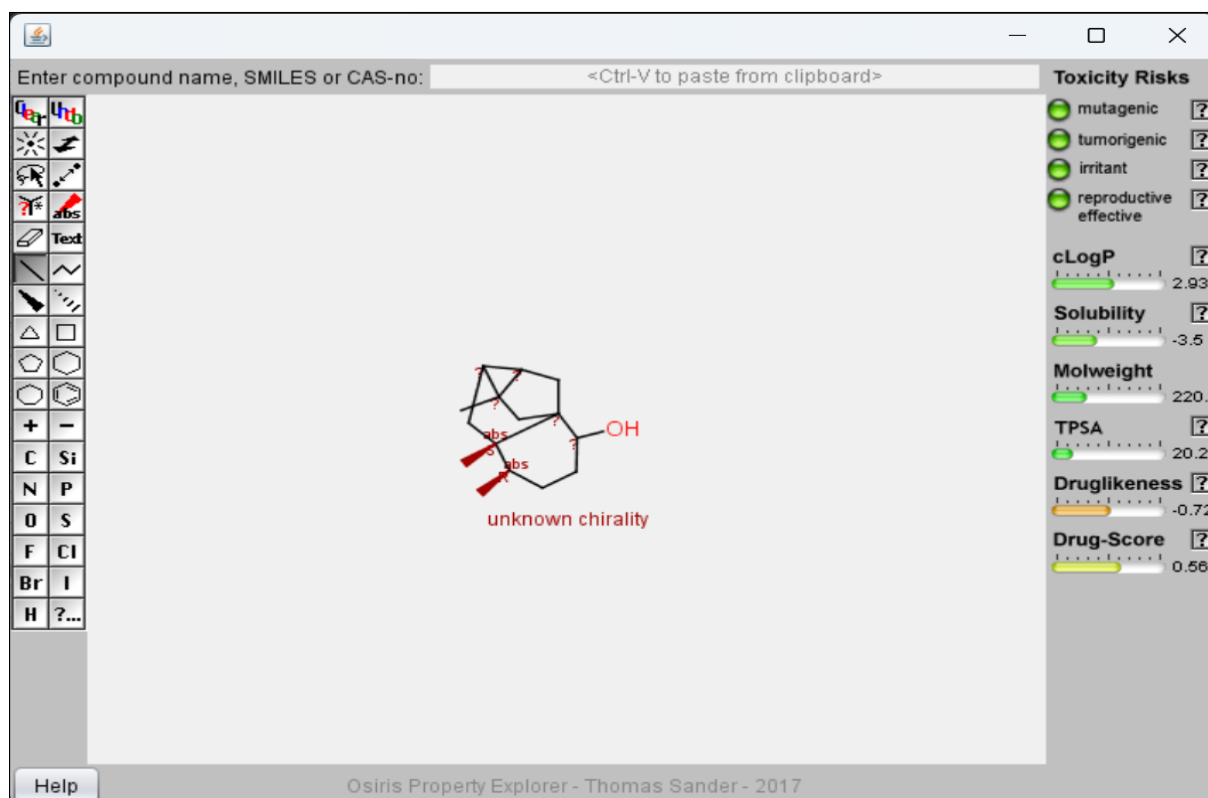 Enter compound name, SMILES or CAS-no: <Ctrl-V to paste from clipboard>
Toxicity Risks
mutagenic ?
tumorigenic ?
irritant ?
reproductive effective ?
cLogP ?
2.93
Solubility ?
-3.5
Molweight ?
220.
TPSA ?
20.2
Druglikeness ?
-0.72
Drug-Score ?
0.56
Clear Undo
?
abs
Text
+ −
C Si
N P
O S
F Cl
Br I
H ?...
? ?
?
?
abs
S
?
OH
abs
R
unknown chirality
Help
Osiris Property Explorer - Thomas Sander - 2017